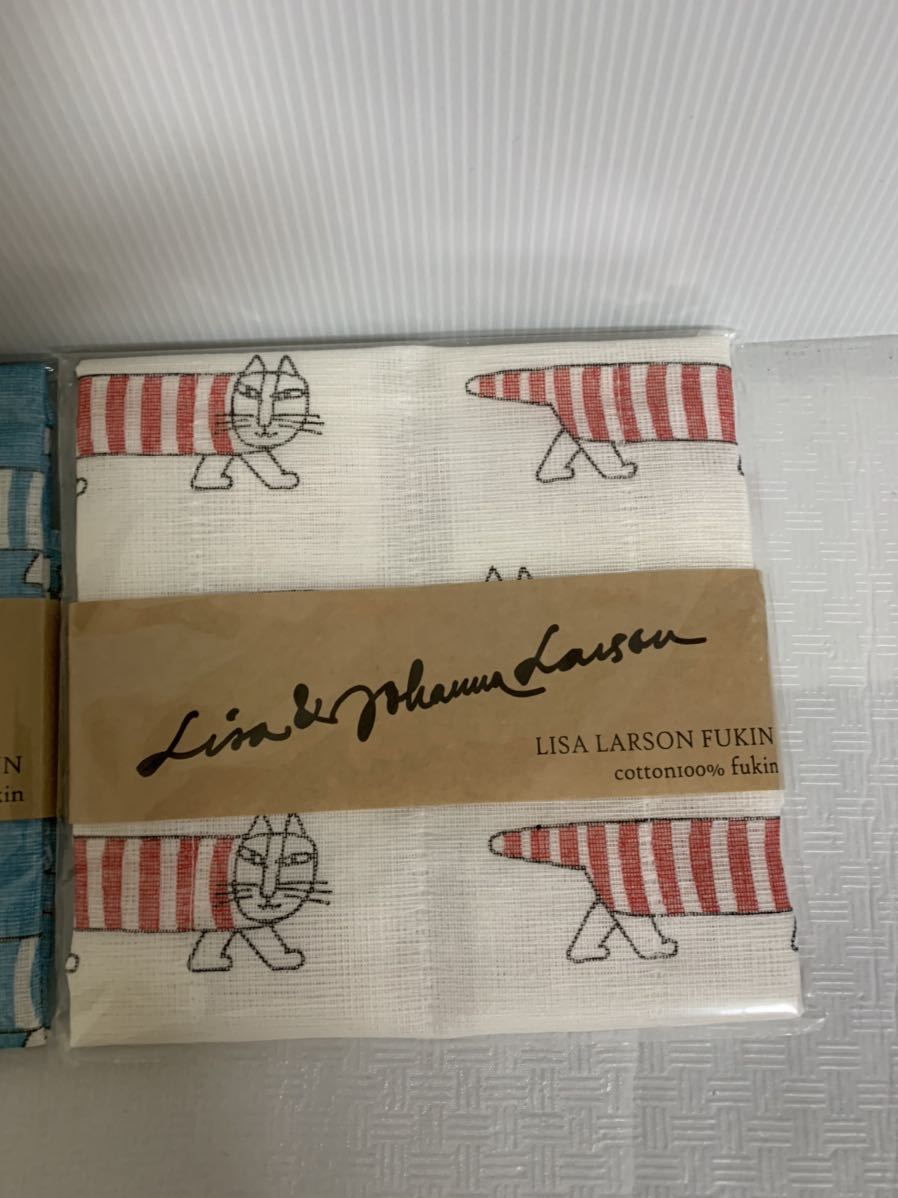 Lisa & Johanna Larson
LISA LARSON FUKIN
cotton100% fukin